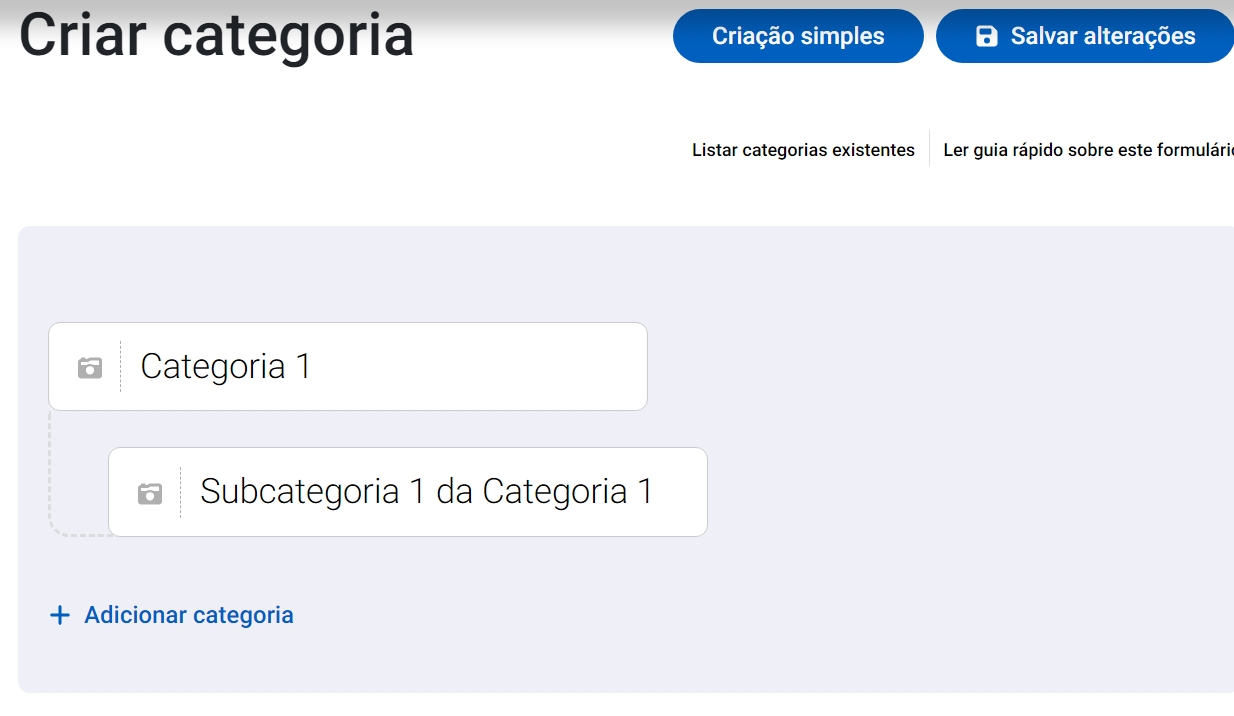 Criar categoria
Criação simples
Salvar alterações
Listar categorias existentes
Ler guia rápido sobre este formulári
Categoria 1
Subcategoria 1 da Categoria 1
+ Adicionar categoria